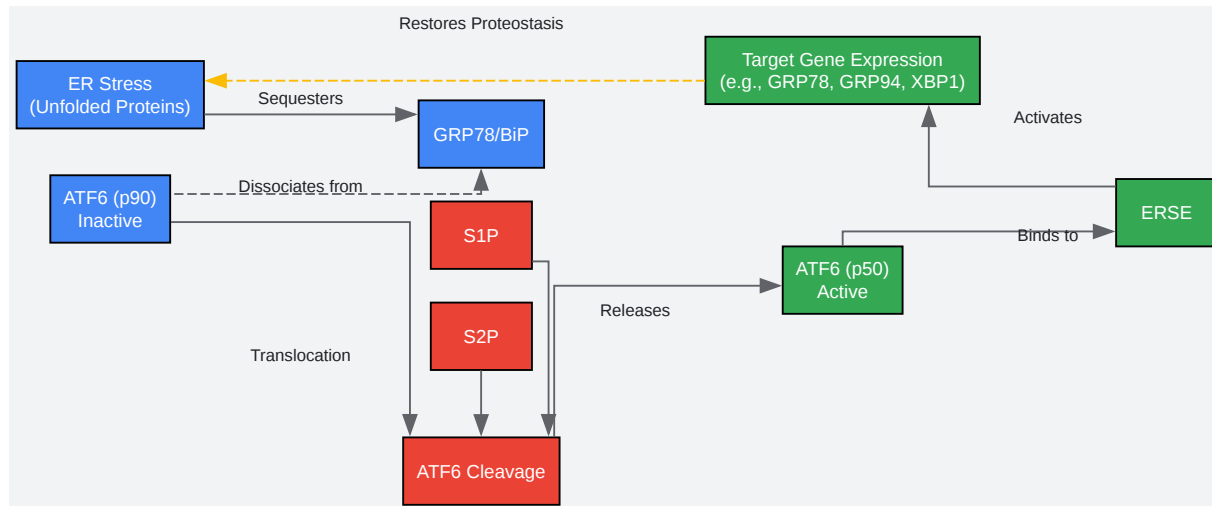 Restores Proteostasis
Target Gene Expression
(e.g., GRP78, GRP94, XBP1)
ER Stress
(Unfolded Proteins)
Sequesters
GRP78/BiP
Activates
Dissociates from
ATF6 (p90)
Inactive
S1P
ERSE
Binds to
ATF6 (p50)
Active
Releases
S2P
Translocation
ATF6 Cleavage